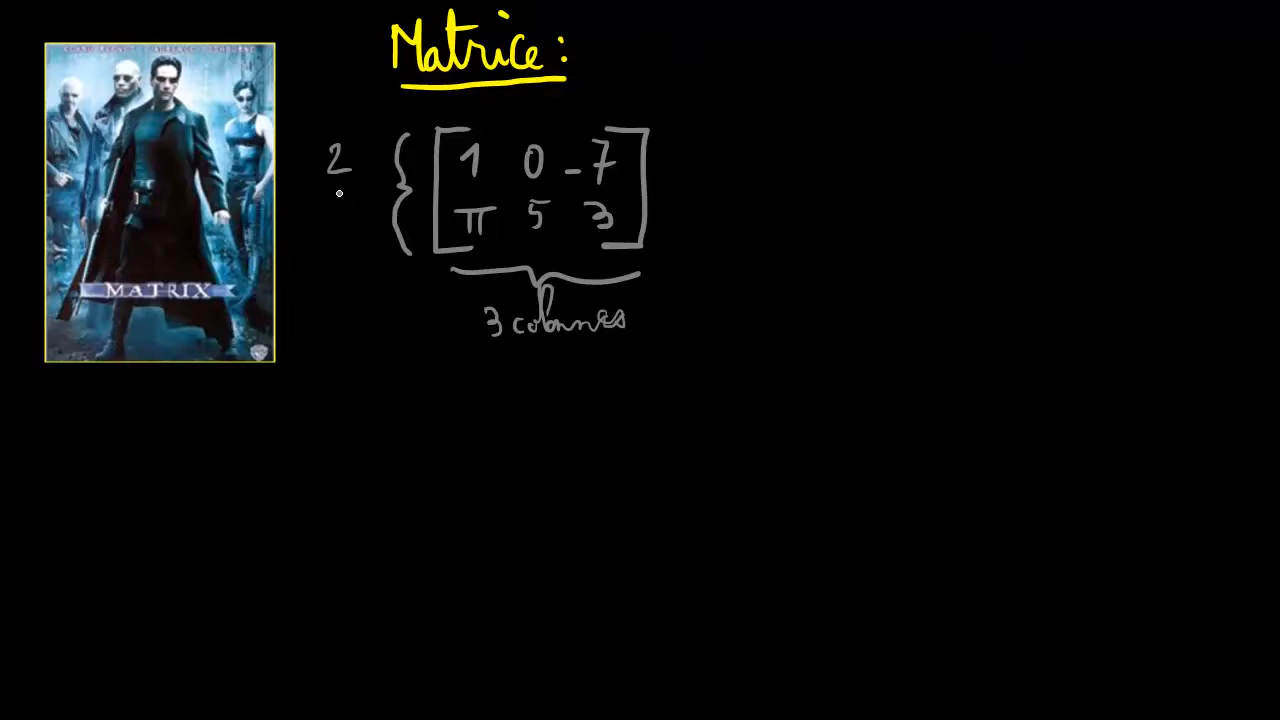 Matrice :
2 { [ 1 0 -7
π 5 3 ]
3 colonnes
MATRIX